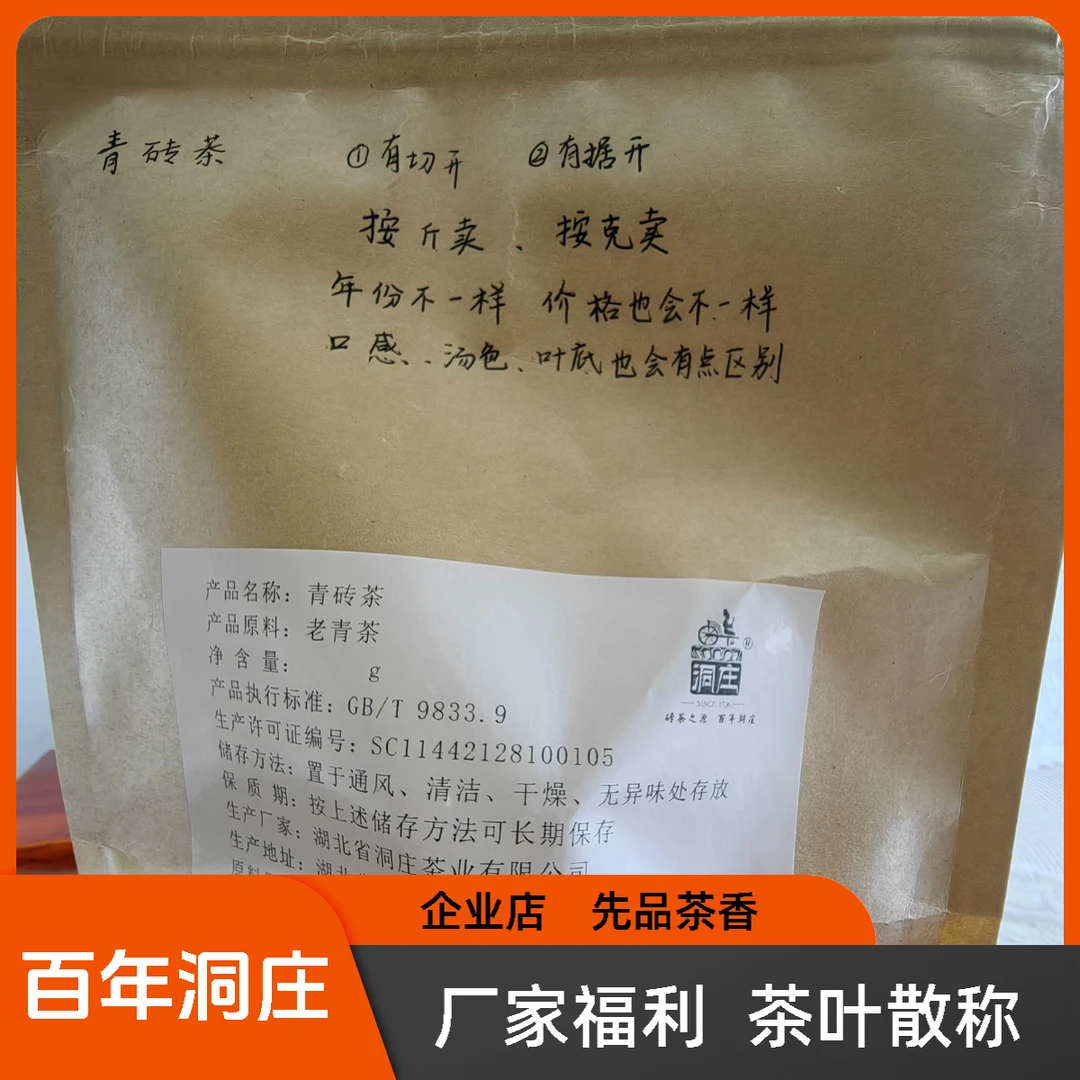 青砖茶 ①有切开 ②有据开
按斤卖、按克卖
年份不一样 价格也会不一样
口感、汤色、叶底也会有点区别
产品名称：青砖茶
产品原料：老青茶
净含量： g
产品执行标准：GB/T 9833.9
生产许可证编号：SC11442128100105
储存方法：置于通风、清洁、干燥、无异味处存放
保质期：按上述储存方法可长期保存
生产厂家：湖北省洞庄茶业有限公司
生产地址：湖北
洞庄
®
砖茶之源 百年洞庄
企业店 先品茶香
百年洞庄
厂家福利 茶叶散称